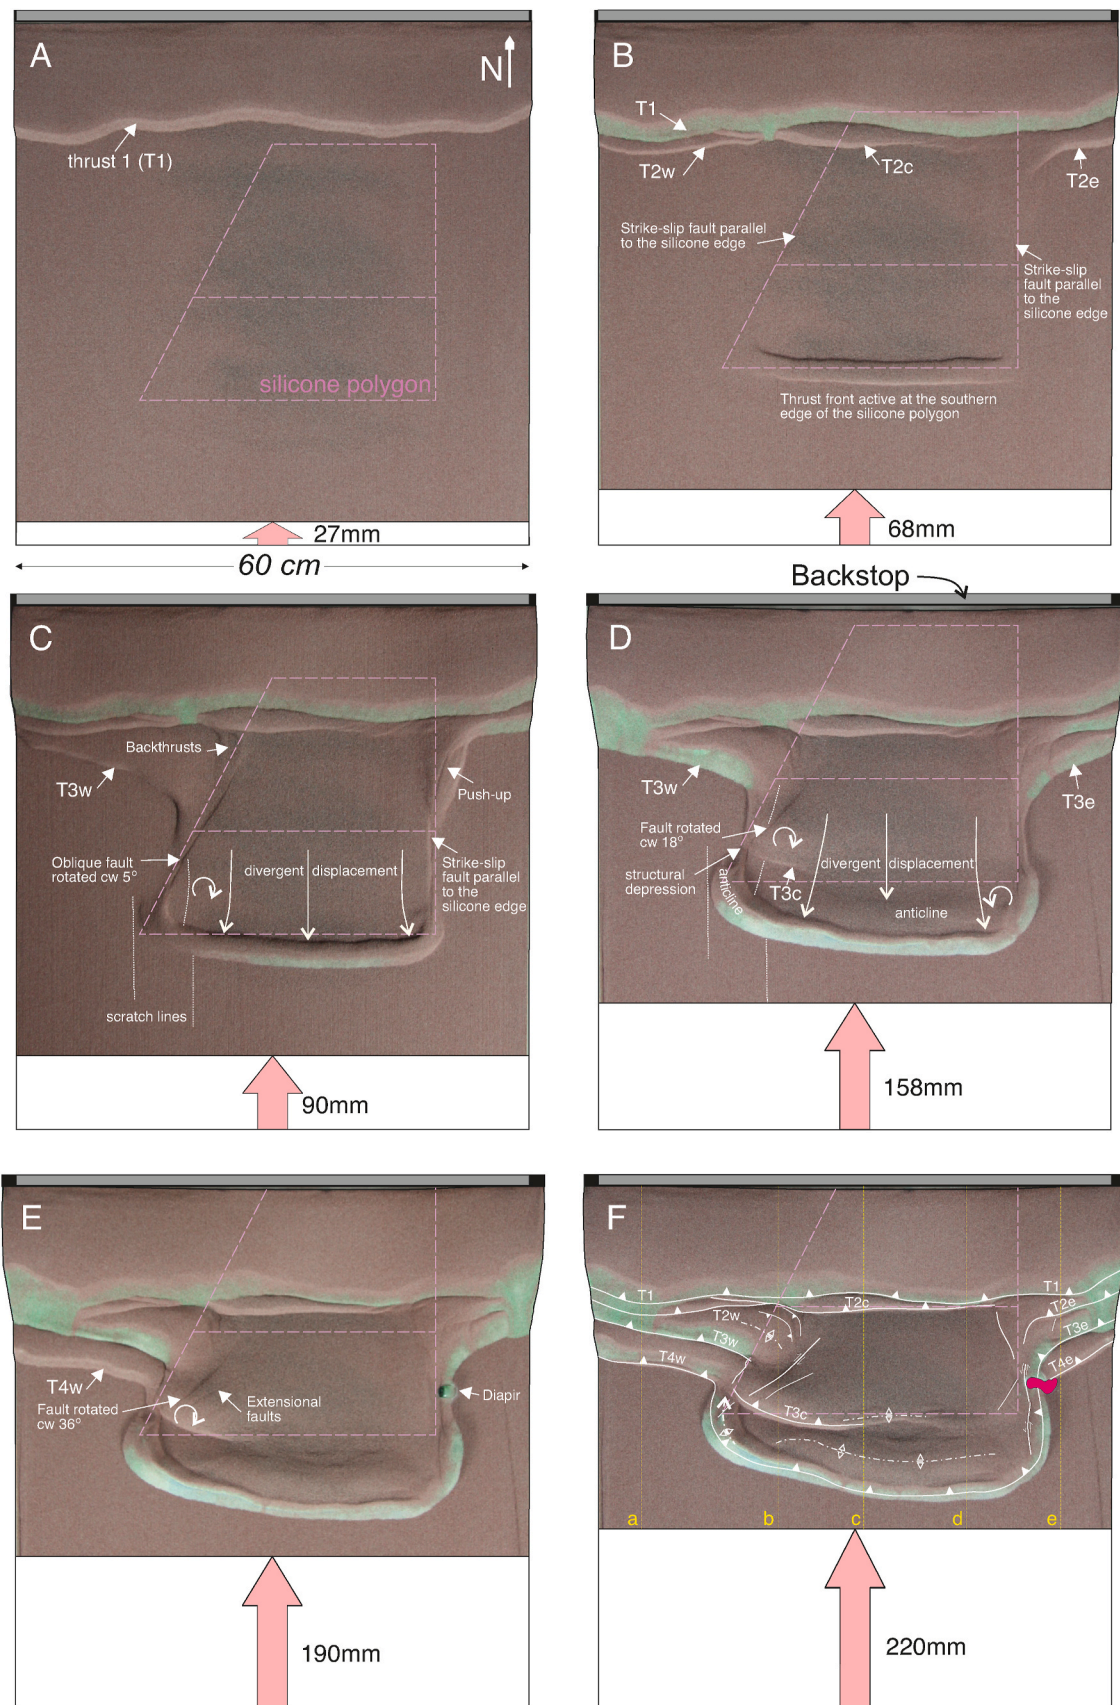 A
N
thrust 1 (T1)
silicone polygon
27mm
60 cm
B
T1
T2w
T2c
T2e
Strike-slip fault parallel
to the silicone edge
Strike-slip
fault parallel
to the
silicone edge
Thrust front active at the southern
edge of the silicone polygon
68mm
Backstop
C
Backthrusts
T3w
Push-up
Oblique fault
rotated cw 5°
divergent
displacement
Strike-slip
fault parallel
to the
silicone edge
scratch lines
90mm
D
T3w
T3e
Fault rotated
cw 18°
structural
depression
divergent
displacement
T3c
anticline
anticline
158mm
E
T4w
Fault rotated
cw 36°
Extensional
faults
Diapir
190mm
F
T1
T1
T2c
T2e
T2w
T3e
T3w
T4w
T4e
T3c
a
b
c
d
e
220mm